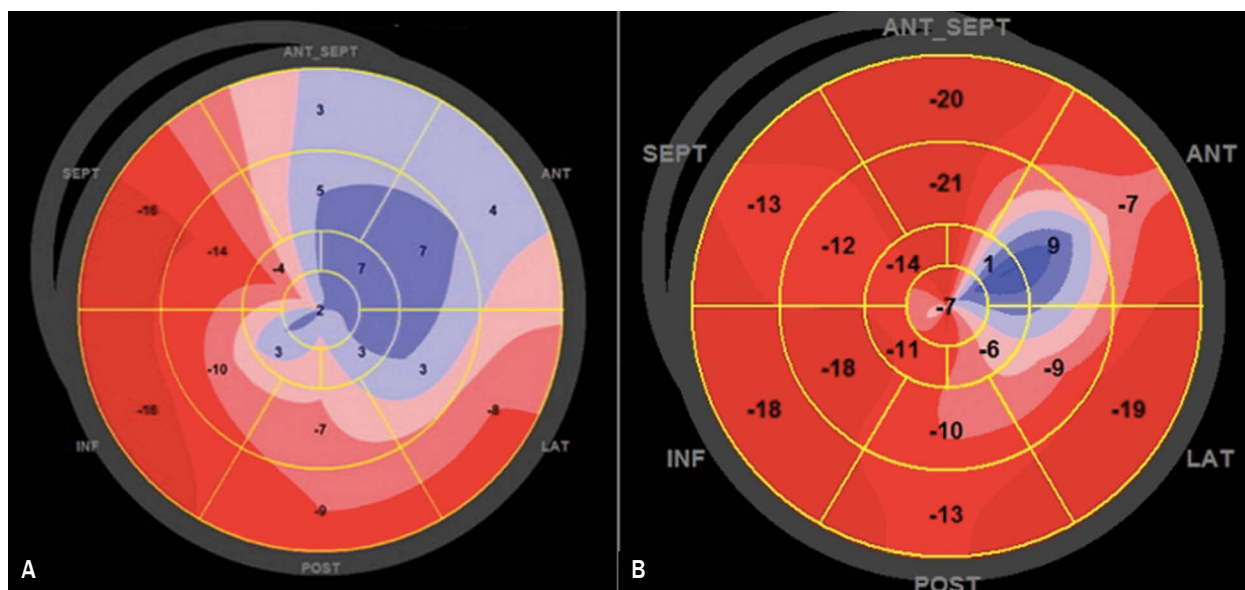 ANT_SEPT
3
SEPT
ANT
5
-16
4
-14
7
-4
7
2
3
3
3
-10
-16
-8
-7
INF
LAT
-9
POST
A
ANT_SEPT
-20
SEPT
ANT
-21
-13
-7
-12
9
-14
1
-7
-11
-6
-18
-9
-18
-19
-10
INF
LAT
-13
POST
B